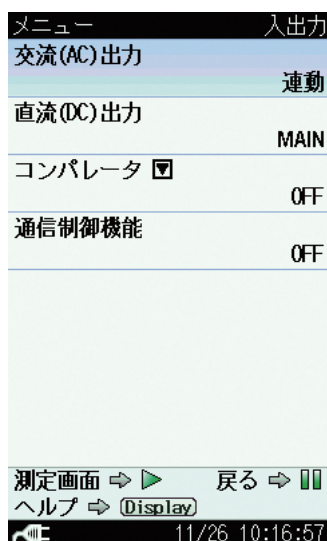 メニュー 入出力
交流(AC)出力
連動
直流(DC)出力
MAIN
コンパレータ ▼
OFF
通信制御機能
OFF
測定画面 ⇨ ▷ 戻る ⇨ ▯▯
ヘルプ ⇨ Display
11/26 10:16:57